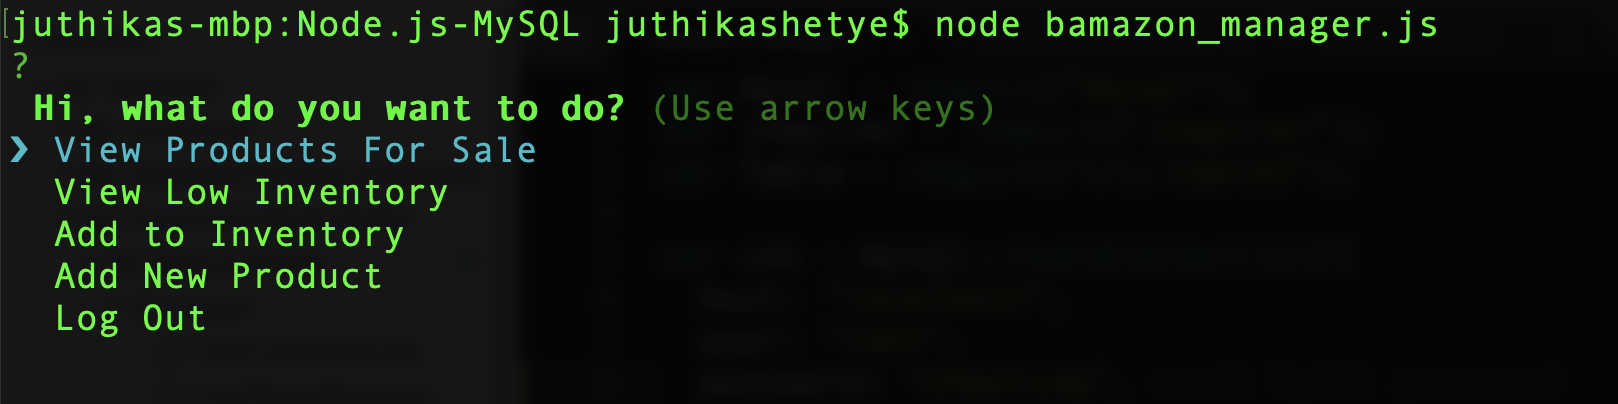 [juthikas-mbp:Node.js-MySQL juthikashetye$ node bamazon_manager.js
?
Hi, what do you want to do? (Use arrow keys)
❯ View Products For Sale
View Low Inventory
Add to Inventory
Add New Product
Log Out